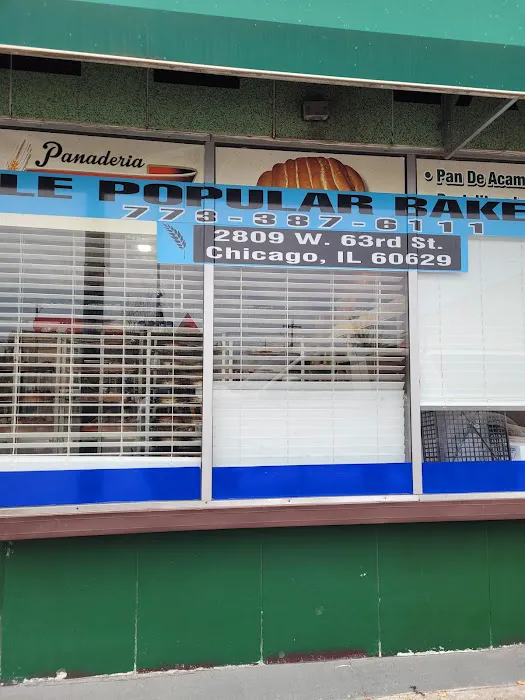 Panaderia
• Pan De Acam
LE POPULAR BAKE
773-387-6111
2809 W. 63rd St.
Chicago, IL 60629